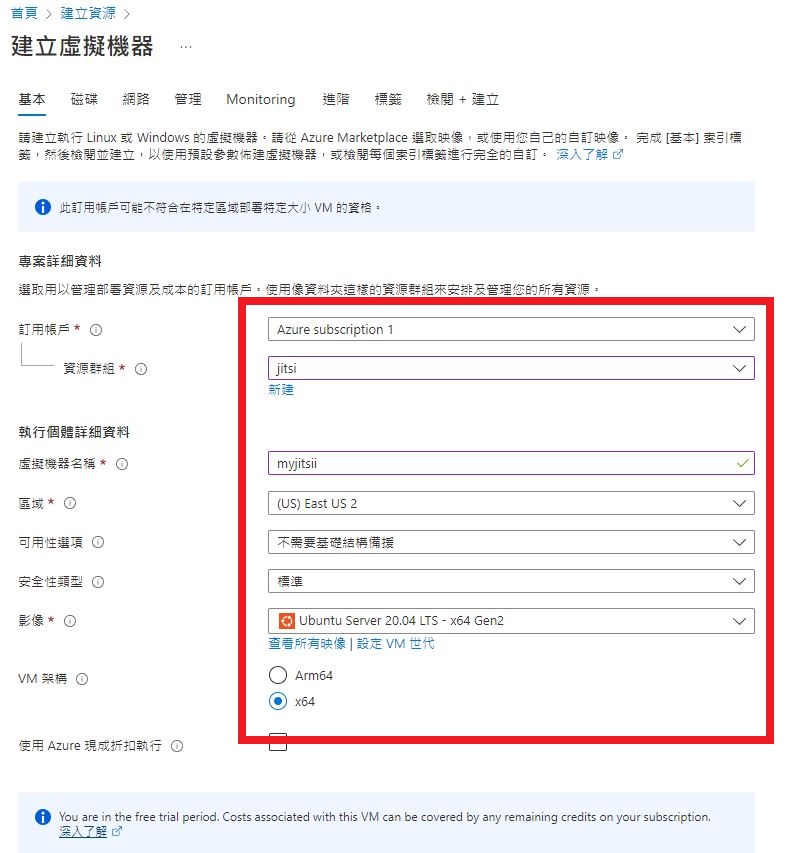 首頁 > 建立資源 >
建立虛擬機器 ...
基本 磁碟 網路 管理 Monitoring 進階 標籤 檢閱 + 建立
請建立執行 Linux 或 Windows 的虛擬機器。請從 Azure Marketplace 選取映像，或使用您自己的自訂映像。 完成 [基本] 索引標
籤，然後檢閱並建立，以使用預設參數佈建虛擬機器，或檢閱每個索引標籤進行完全的自訂。 深入了解
此訂用帳戶可能不符合在特定區域部署特定大小 VM 的資格。
專案詳細資料
選取用以管理部署資源及成本的訂用帳戶。使用像資料夾這樣的資源群組來安排及管理您的所有資源。
訂用帳戶 * Azure subscription 1
資源群組 * jitsi
新建
執行個體詳細資料
虛擬機器名稱 * myjitsii
區域 * (US) East US 2
可用性選項 不需要基礎結構備援
安全性類型 標準
影像 * Ubuntu Server 20.04 LTS - x64 Gen2
查看所有映像 | 設定 VM 世代
VM 架構 Arm64
x64
使用 Azure 現成折扣執行
You are in the free trial period. Costs associated with this VM can be covered by any remaining credits on your subscription.
深入了解